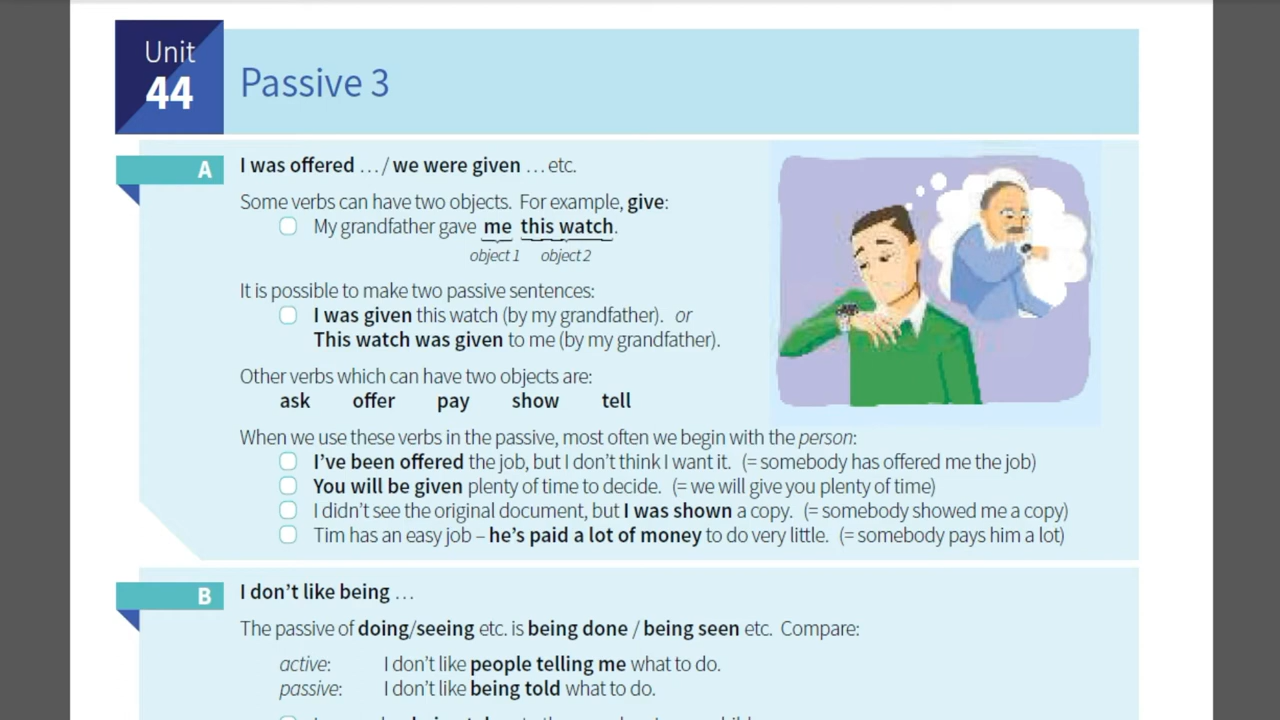 Unit
44
Passive 3
A
I was offered … / we were given … etc.
Some verbs can have two objects. For example, give:
My grandfather gave me this watch.
object 1 object 2
It is possible to make two passive sentences:
I was given this watch (by my grandfather). or
This watch was given to me (by my grandfather).
Other verbs which can have two objects are:
ask offer pay show tell
When we use these verbs in the passive, most often we begin with the person:
I've been offered the job, but I don't think I want it. (= somebody has offered me the job)
You will be given plenty of time to decide. (= we will give you plenty of time)
I didn't see the original document, but I was shown a copy. (= somebody showed me a copy)
Tim has an easy job – he's paid a lot of money to do very little. (= somebody pays him a lot)
B
I don't like being …
The passive of doing/seeing etc. is being done / being seen etc. Compare:
active: I don't like people telling me what to do.
passive: I don't like being told what to do.